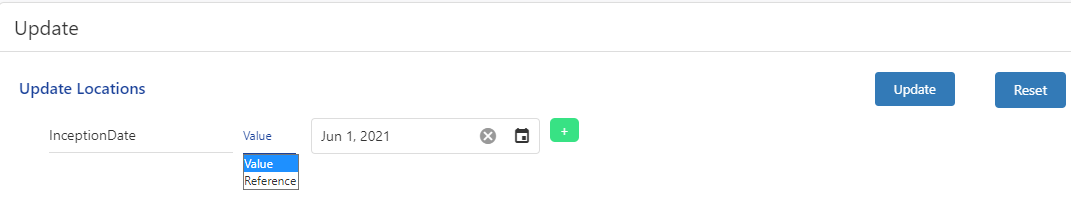 Update
Update Locations
Update
Reset
InceptionDate
Value
Jun 1, 2021
+
Value
Reference